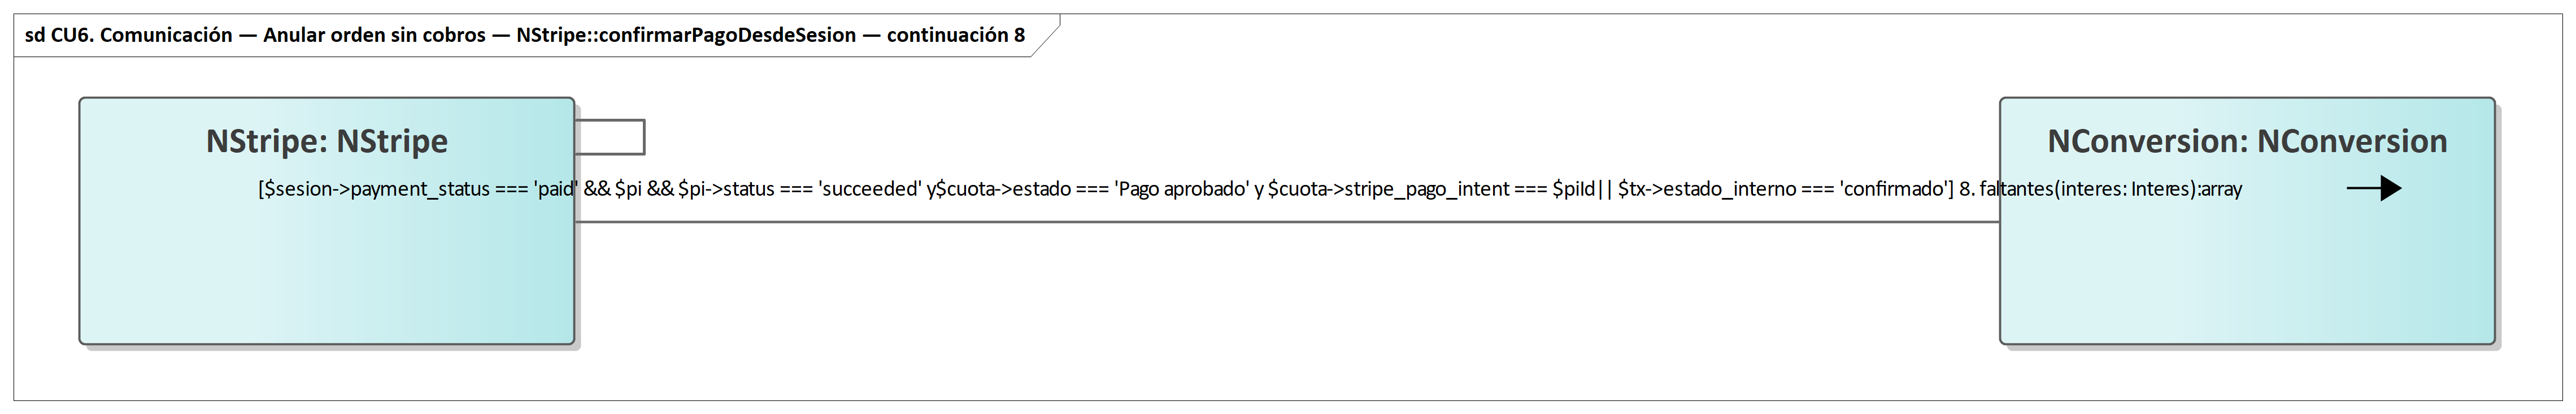 sd CU6. Comunicación — Anular orden sin cobros — NStripe::confirmarPagoDesdeSesion — continuación 8
NStripe: NStripe
NConversion: NConversion
[$sesion->payment_status === 'paid' && $pi && $pi->status === 'succeeded' y$cuota->estado === 'Pago aprobado' y $cuota->stripe_pago_intent === $piId|| $tx->estado_interno === 'confirmado'] 8. faltantes(interes: Interes):array